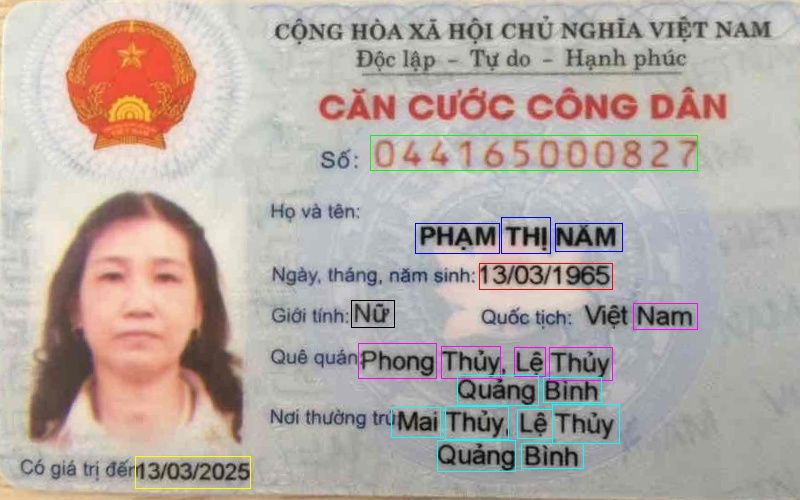 CỘNG HÒA XÃ HỘI CHỦ NGHĨA VIỆT NAM
Độc lập - Tự do - Hạnh phúc
CĂN CƯỚC CÔNG DÂN
Số: 044165000827
Họ và tên:
PHẠM THỊ NĂM
Ngày, tháng, năm sinh: 13/03/1965
Giới tính: Nữ Quốc tịch: Việt Nam
Quê quán: Phong Thủy, Lệ Thủy
Quảng Bình
Nơi thường trú: Mai Thủy, Lệ Thủy
Quảng Bình
Có giá trị đến: 13/03/2025